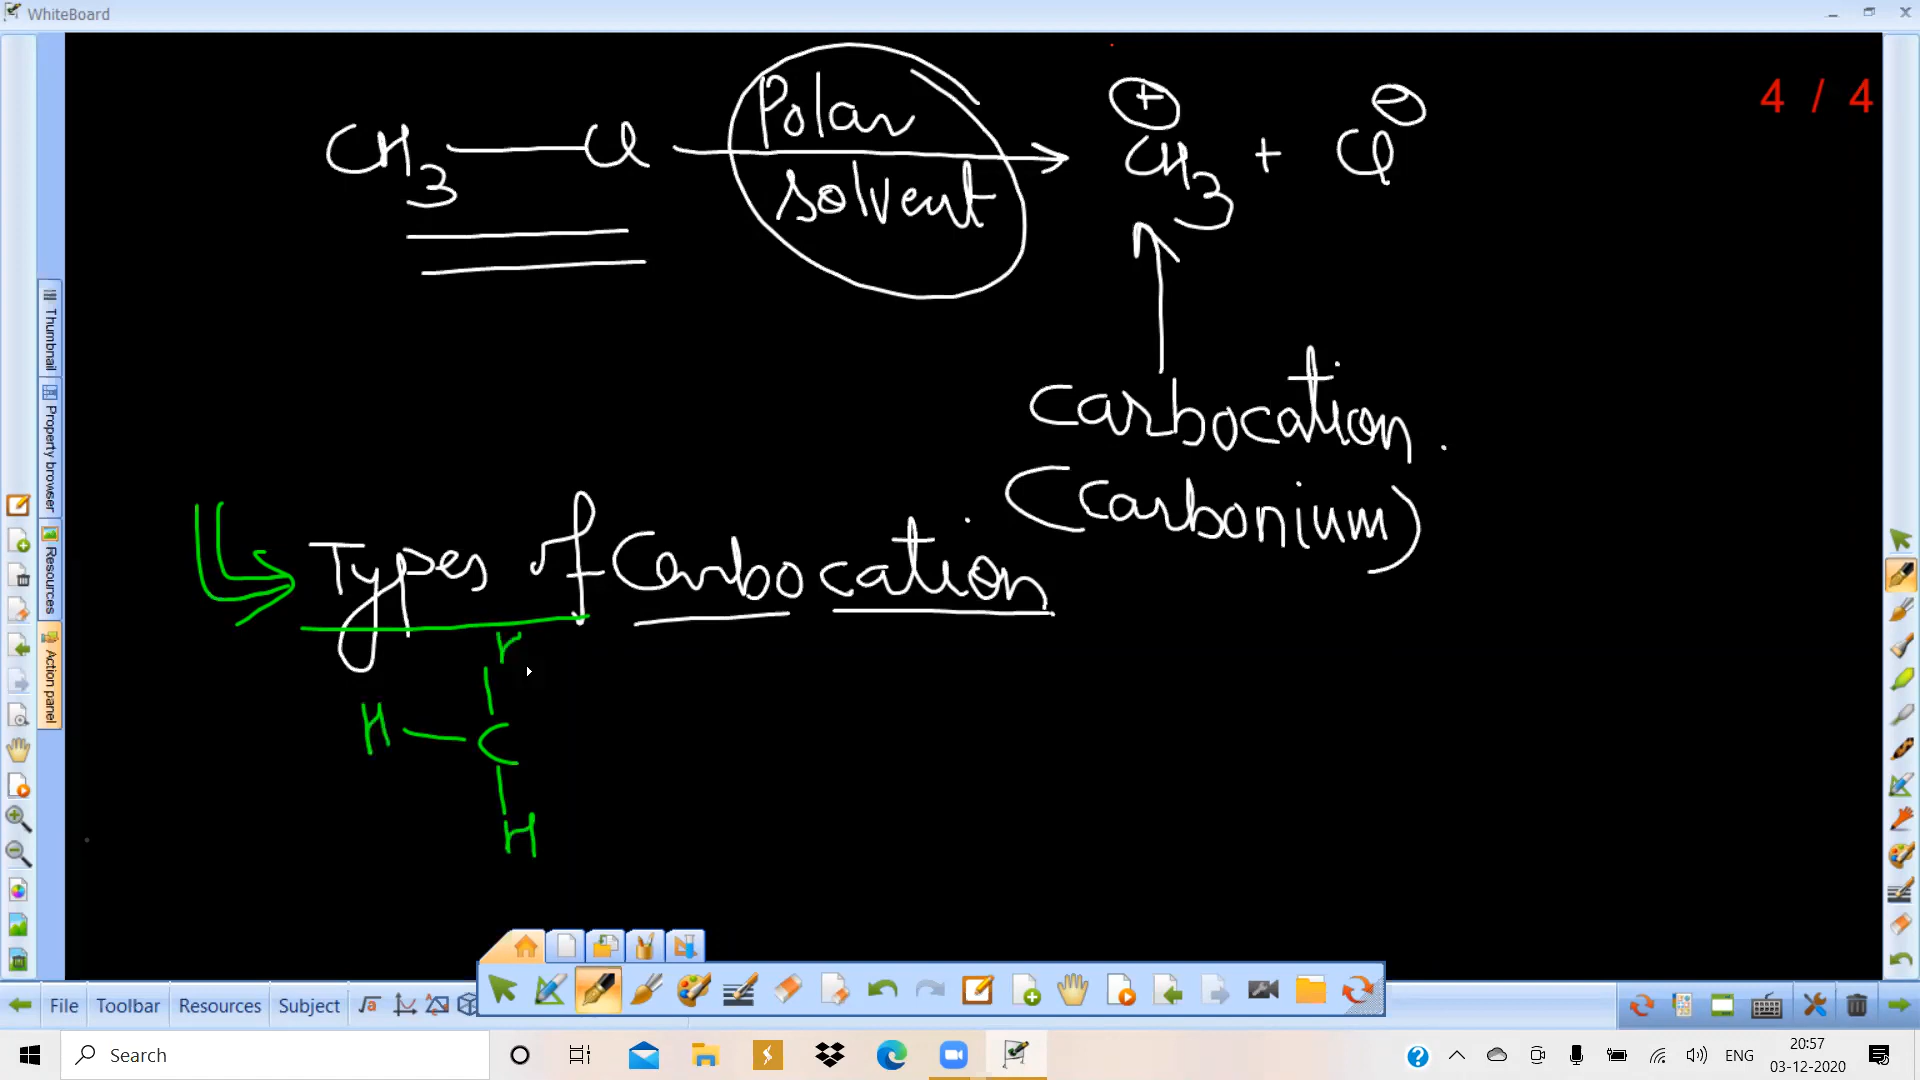 WhiteBoard
4 / 4
CH3 — Cl Polar solvent → CH3⊕ + Cl⊖
Carbocation.
(Carbonium)
Types of Carbocation
r
H — C
H
Thumbnail
Property browser
Resources
Action panel
File Toolbar Resources Subject
Search
ENG
20:57
03-12-2020